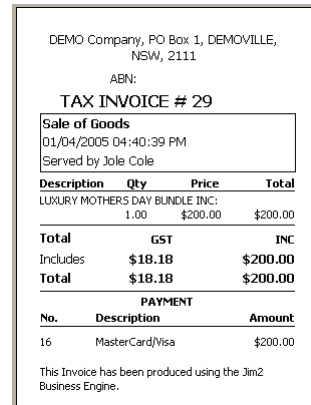 DEMO Company, PO Box 1, DEMOVILLE,
NSW, 2111
ABN:
TAX INVOICE # 29
Sale of Goods
01/04/2005 04:40:39 PM
Served by Jole Cole
Description Qty Price Total
LUXURY MOTHERS DAY BUNDLE INC:
1.00 $200.00 $200.00
Total GST INC
Includes $18.18 $200.00
Total $18.18 $200.00
PAYMENT
No. Description Amount
16 MasterCard/Visa $200.00
This Invoice has been produced using the Jim2
Business Engine.